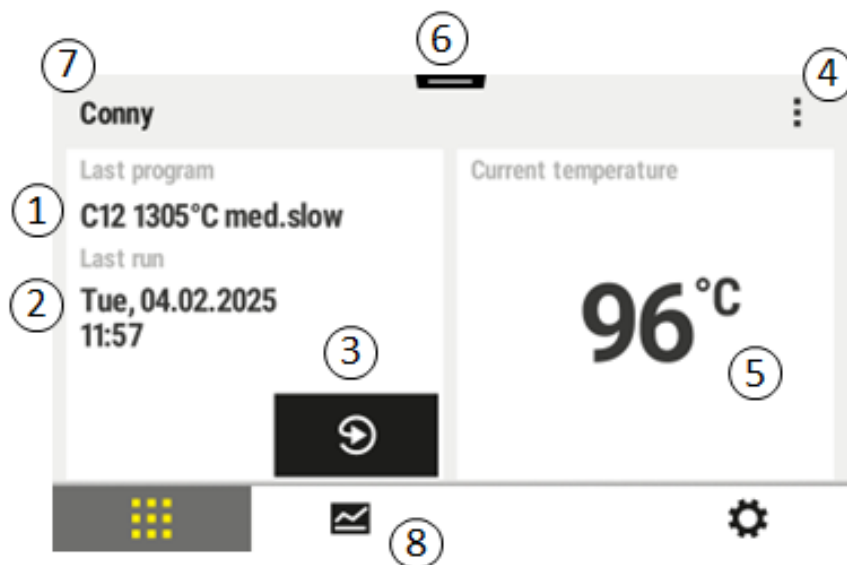 6
7
4
Conny
Last program
Current temperature
1
C12 1305°C med.slow
Last run
2
Tue, 04.02.2025
11:57
96 °C
3
5
8